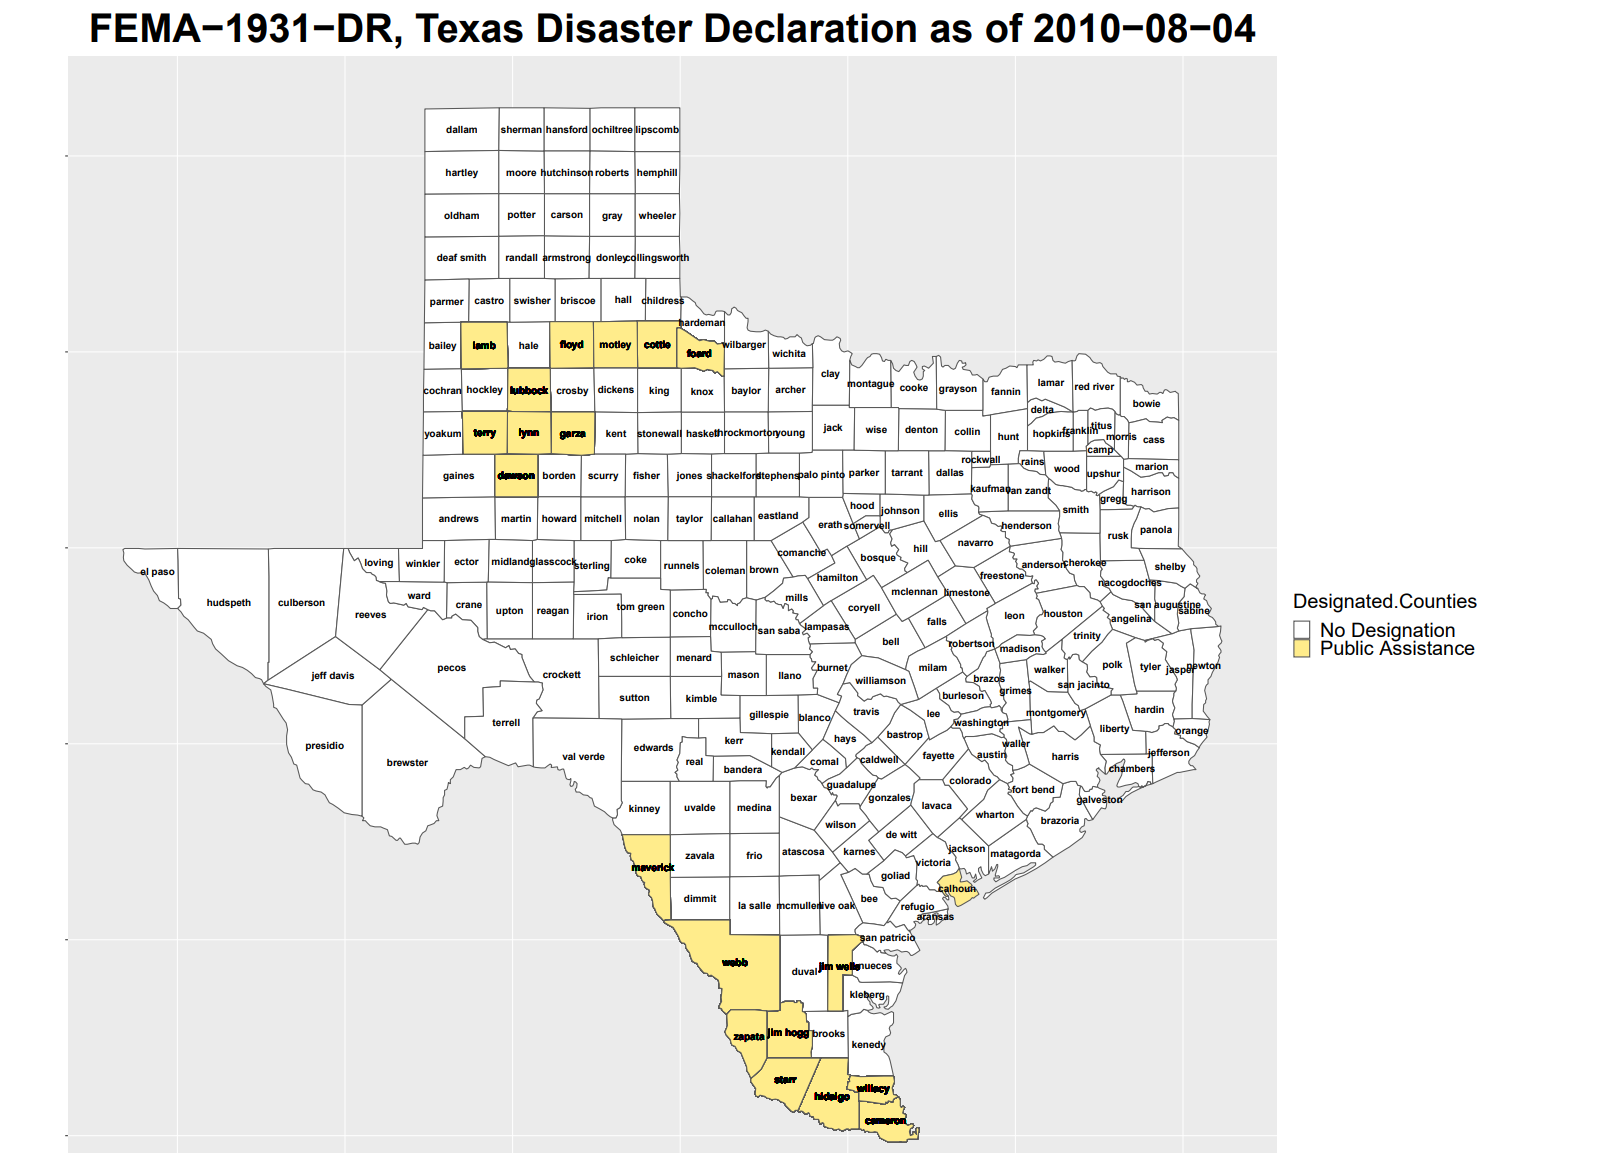 FEMA−1931−DR, Texas Disaster Declaration as of 2010−08−04
dallam sherman hansford ochiltree lipscomb
hartley moore hutchinson roberts hemphill
oldham potter carson gray wheeler
deaf smith randall armstrong donley collingsworth
parmer castro swisher briscoe hall childress
hardeman
bailey lamb hale floyd motley cottle foard wilbarger wichita
clay montague cooke grayson fannin lamar red river bowie
cochran hockley lubbock crosby dickens king knox baylor archer
delta
yoakum terry lynn garza kent stonewall haskell throckmorton young jack wise denton collin hunt hopkins franklin titus morris cass
camp
rockwall rains wood upshur marion
gaines dawson borden scurry fisher jones shackelford stephens palo pinto parker tarrant dallas kaufman van zandt gregg harrison
andrews martin howard mitchell nolan taylor callahan eastland erath hood somervell johnson ellis henderson smith rusk panola
el paso hudspeth culberson reeves loving winkler ector midland glasscock sterling coke runnels coleman brown comanche bosque hill navarro anderson cherokee shelby
ward crane upton reagan irion tom green concho mills hamilton mclennan limestone freestone nacogdoches
mcculloch san saba lampasas coryell falls leon houston angelina san augustine sabine
jeff davis pecos crockett schleicher menard mason llano burnet bell milam robertson madison trinity walker polk tyler jasper newton
sutton kimble williamson brazos grimes san jacinto
presidio brewster terrell val verde edwards gillespie blanco travis lee burleson washington montgomery liberty hardin orange
kerr real bandera kendall hays comal caldwell bastrop fayette austin waller harris chambers jefferson
kinney uvalde medina bexar guadalupe gonzales lavaca colorado fort bend galveston
wilson de witt wharton brazoria
maverick zavala frio atascosa karnes goliad victoria jackson matagorda
dimmit la salle mcmullen live oak bee refugio calhoun
aransas
san patricio
webb duval jim wells nueces
kleberg
zapata jim hogg brooks kenedy
starr hidalgo willacy
cameron
Designated.Counties
No Designation
Public Assistance